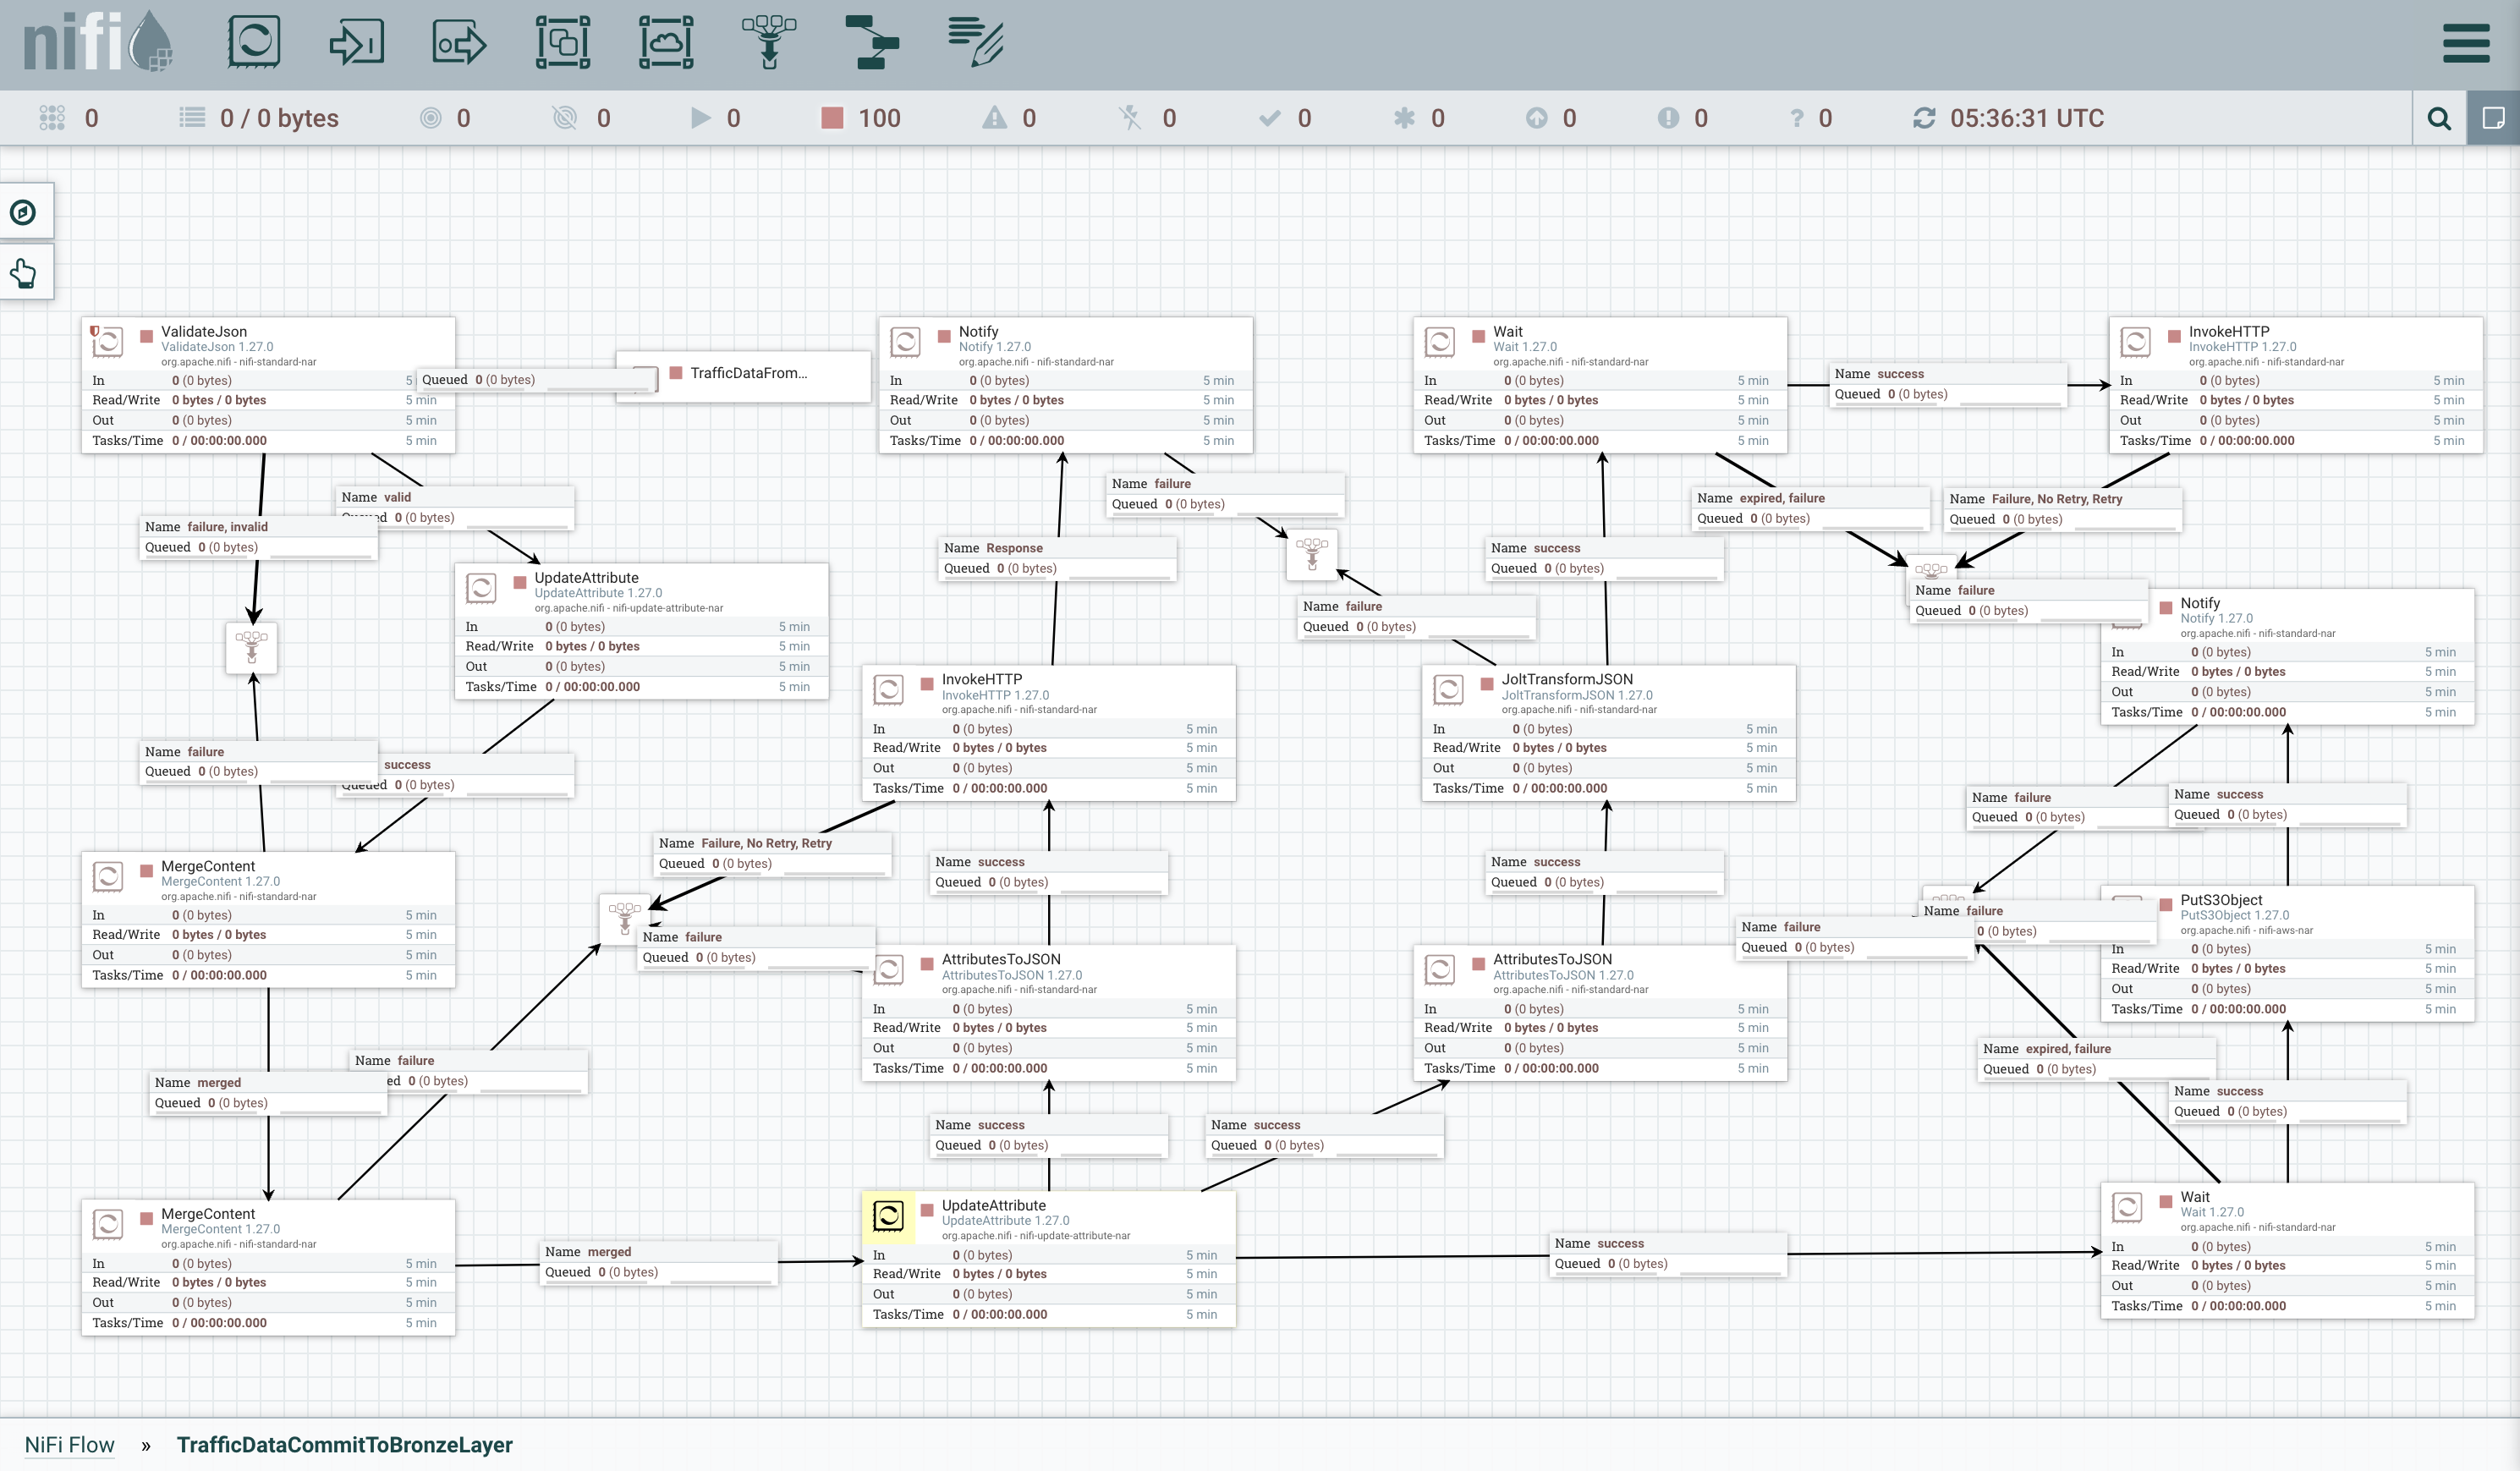 nifi
0
0 / 0 bytes
0
0
0
100
0
0
0
0
0
0
0
05:36:31 UTC
ValidateJson
ValidateJson 1.27.0
org.apache.nifi - nifi-standard-nar
In 0 (0 bytes) 5
Read/Write 0 bytes / 0 bytes 5 min
Out 0 (0 bytes) 5 min
Tasks/Time 0 / 00:00:00.000 5 min
Queued 0 (0 bytes)
TrafficDataFrom...
Notify
Notify 1.27.0
org.apache.nifi - nifi-standard-nar
In 0 (0 bytes) 5 min
Read/Write 0 bytes / 0 bytes 5 min
Out 0 (0 bytes) 5 min
Tasks/Time 0 / 00:00:00.000 5 min
Wait
Wait 1.27.0
org.apache.nifi - nifi-standard-nar
In 0 (0 bytes) 5 min
Read/Write 0 bytes / 0 bytes 5 min
Out 0 (0 bytes) 5 min
Tasks/Time 0 / 00:00:00.000 5 min
Name success
Queued 0 (0 bytes)
InvokeHTTP
InvokeHTTP 1.27.0
org.apache.nifi - nifi-standard-nar
In 0 (0 bytes) 5 min
Read/Write 0 bytes / 0 bytes 5 min
Out 0 (0 bytes) 5 min
Tasks/Time 0 / 00:00:00.000 5 min
Name valid
Queued 0 (0 bytes)
Name failure, invalid
Queued 0 (0 bytes)
Name failure
Queued 0 (0 bytes)
Name Response
Queued 0 (0 bytes)
Name success
Queued 0 (0 bytes)
Name expired, failure
Queued 0 (0 bytes)
Name Failure, No Retry, Retry
Queued 0 (0 bytes)
UpdateAttribute
UpdateAttribute 1.27.0
org.apache.nifi - nifi-update-attribute-nar
In 0 (0 bytes) 5 min
Read/Write 0 bytes / 0 bytes 5 min
Out 0 (0 bytes) 5 min
Tasks/Time 0 / 00:00:00.000 5 min
Name failure
Queued 0 (0 bytes)
Name failure
Queued 0 (0 bytes)
Notify
Notify 1.27.0
org.apache.nifi - nifi-standard-nar
In 0 (0 bytes) 5 min
Read/Write 0 bytes / 0 bytes 5 min
Out 0 (0 bytes) 5 min
Tasks/Time 0 / 00:00:00.000 5 min
InvokeHTTP
InvokeHTTP 1.27.0
org.apache.nifi - nifi-standard-nar
In 0 (0 bytes) 5 min
Read/Write 0 bytes / 0 bytes 5 min
Out 0 (0 bytes) 5 min
Tasks/Time 0 / 00:00:00.000 5 min
JoltTransformJSON
JoltTransformJSON 1.27.0
org.apache.nifi - nifi-standard-nar
In 0 (0 bytes) 5 min
Read/Write 0 bytes / 0 bytes 5 min
Out 0 (0 bytes) 5 min
Tasks/Time 0 / 00:00:00.000 5 min
Name failure
Queued 0 (0 bytes)
success
Queued 0 (0 bytes)
Name failure
Queued 0 (0 bytes)
Name success
Queued 0 (0 bytes)
MergeContent
MergeContent 1.27.0
org.apache.nifi - nifi-standard-nar
In 0 (0 bytes) 5 min
Read/Write 0 bytes / 0 bytes 5 min
Out 0 (0 bytes) 5 min
Tasks/Time 0 / 00:00:00.000 5 min
Name Failure, No Retry, Retry
Queued 0 (0 bytes)
Name success
Queued 0 (0 bytes)
Name success
Queued 0 (0 bytes)
Name failure
Queued 0 (0 bytes)
Name failure
Queued 0 (0 bytes)
Name failure
0 (0 bytes)
PutS3Object
PutS3Object 1.27.0
org.apache.nifi - nifi-aws-nar
In 0 (0 bytes) 5 min
Read/Write 0 bytes / 0 bytes 5 min
Out 0 (0 bytes) 5 min
Tasks/Time 0 / 00:00:00.000 5 min
AttributesToJSON
AttributesToJSON 1.27.0
org.apache.nifi - nifi-standard-nar
In 0 (0 bytes) 5 min
Read/Write 0 bytes / 0 bytes 5 min
Out 0 (0 bytes) 5 min
Tasks/Time 0 / 00:00:00.000 5 min
AttributesToJSON
AttributesToJSON 1.27.0
org.apache.nifi - nifi-standard-nar
In 0 (0 bytes) 5 min
Read/Write 0 bytes / 0 bytes 5 min
Out 0 (0 bytes) 5 min
Tasks/Time 0 / 00:00:00.000 5 min
Name failure
ed 0 (0 bytes)
Name merged
Queued 0 (0 bytes)
Name expired, failure
Queued 0 (0 bytes)
Name success
Queued 0 (0 bytes)
Name success
Queued 0 (0 bytes)
Name success
Queued 0 (0 bytes)
MergeContent
MergeContent 1.27.0
org.apache.nifi - nifi-standard-nar
In 0 (0 bytes) 5 min
Read/Write 0 bytes / 0 bytes 5 min
Out 0 (0 bytes) 5 min
Tasks/Time 0 / 00:00:00.000 5 min
Name merged
Queued 0 (0 bytes)
UpdateAttribute
UpdateAttribute 1.27.0
org.apache.nifi - nifi-update-attribute-nar
In 0 (0 bytes) 5 min
Read/Write 0 bytes / 0 bytes 5 min
Out 0 (0 bytes) 5 min
Tasks/Time 0 / 00:00:00.000 5 min
Name success
Queued 0 (0 bytes)
Wait
Wait 1.27.0
org.apache.nifi - nifi-standard-nar
In 0 (0 bytes) 5 min
Read/Write 0 bytes / 0 bytes 5 min
Out 0 (0 bytes) 5 min
Tasks/Time 0 / 00:00:00.000 5 min
NiFi Flow » TrafficDataCommitToBronzeLayer